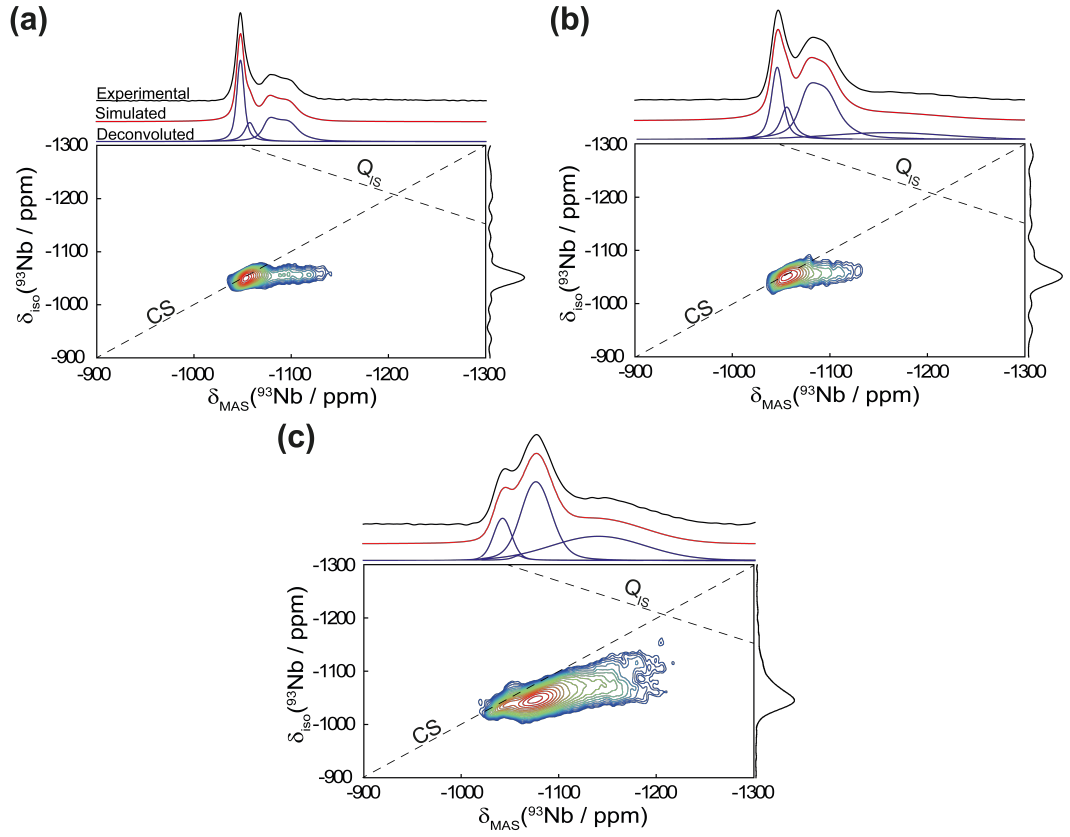 (a)
Experimental
Simulated
Deconvoluted
-1300
-1200
-1100
-1000
-900
δiso(⁹³Nb / ppm)
QIS
CS
-900 -1000 -1100 -1200 -1300
δMAS(⁹³Nb / ppm)
(b)
-1300
-1200
-1100
-1000
-900
δiso(⁹³Nb / ppm)
QIS
CS
-900 -1000 -1100 -1200 -1300
δMAS(⁹³Nb / ppm)
(c)
-1300
-1200
-1100
-1000
-900
δiso(⁹³Nb / ppm)
QIS
CS
-900 -1000 -1100 -1200 -1300
δMAS(⁹³Nb / ppm)